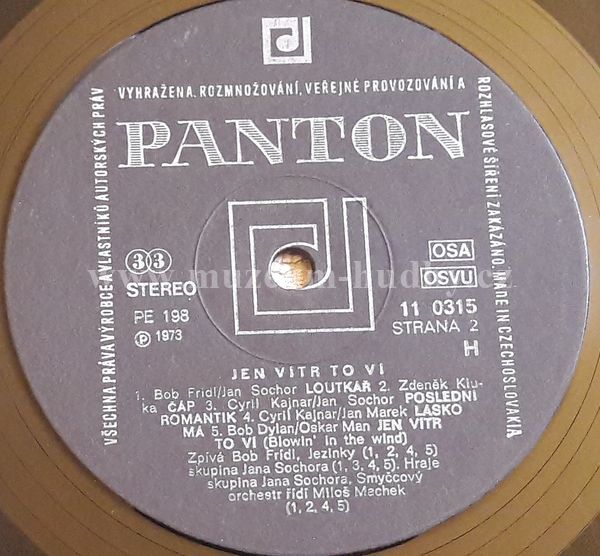 VŠECHNA PRÁVA VÝROBCE A VLASTNÍKŮ AUTORSKÝCH PRÁV
VYHRAŽENA. ROZMNOŽOVÁNÍ, VEŘEJNÉ PROVOZOVÁNÍ A
ROZHLASOVÉ ŠÍŘENÍ ZAKÁZÁNO. MADE IN CZECHOSLOVAKIA
PANTON
33
STEREO
PE 198
Ⓟ 1973
OSA
OSVU
11 0315
STRANA 2
H
www.muzeum-hudby.cz
JEN VÍTR TO VÍ
1. Bob Frídl/Jan Sochor LOUTKÁŘ 2. Zdeněk Klu-
ka ČÁP 3. Cyril Kajnar/Jan Sochor POSLEDNÍ
ROMANTIK 4. Cyril Kajnar/Jan Marek LÁSKO
MÁ 5. Bob Dylan/Oskar Man JEN VÍTR
TO VÍ (Blowin' in the wind)
Zpívá Bob Frídl, Jezinky (1, 2, 4, 5)
skupina Jana Sochora (1, 3, 4, 5). Hraje
skupina Jana Sochora, Smyčcový
orchestr řídí Miloš Machek
(1, 2, 4, 5)